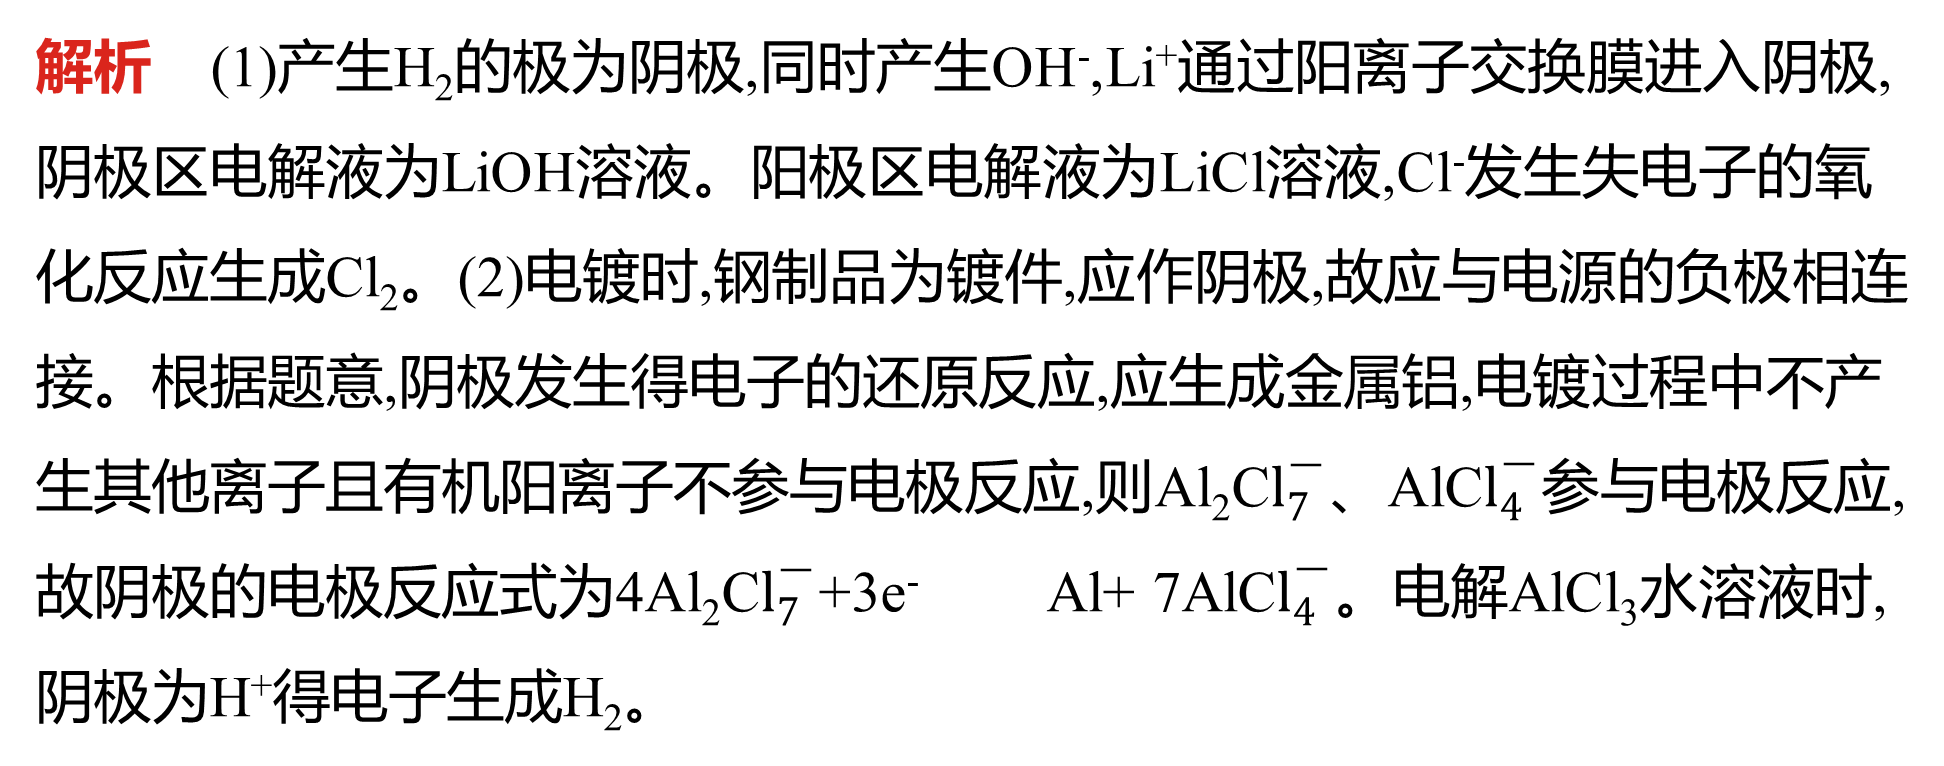 解析 (1)产生H₂的极为阴极,同时产生OH⁻,Li⁺通过阳离子交换膜进入阴极,
阴极区电解液为LiOH溶液。阳极区电解液为LiCl溶液,Cl⁻发生失电子的氧
化反应生成Cl₂。(2)电镀时,钢制品为镀件,应作阴极,故应与电源的负极相连
接。根据题意,阴极发生得电子的还原反应,应生成金属铝,电镀过程中不产
生其他离子且有机阳离子不参与电极反应,则Al₂Cl₇⁻、AlCl₄⁻参与电极反应,
故阴极的电极反应式为4Al₂Cl₇⁻+3e⁻ Al+ 7AlCl₄⁻。电解AlCl₃水溶液时,
阴极为H⁺得电子生成H₂。